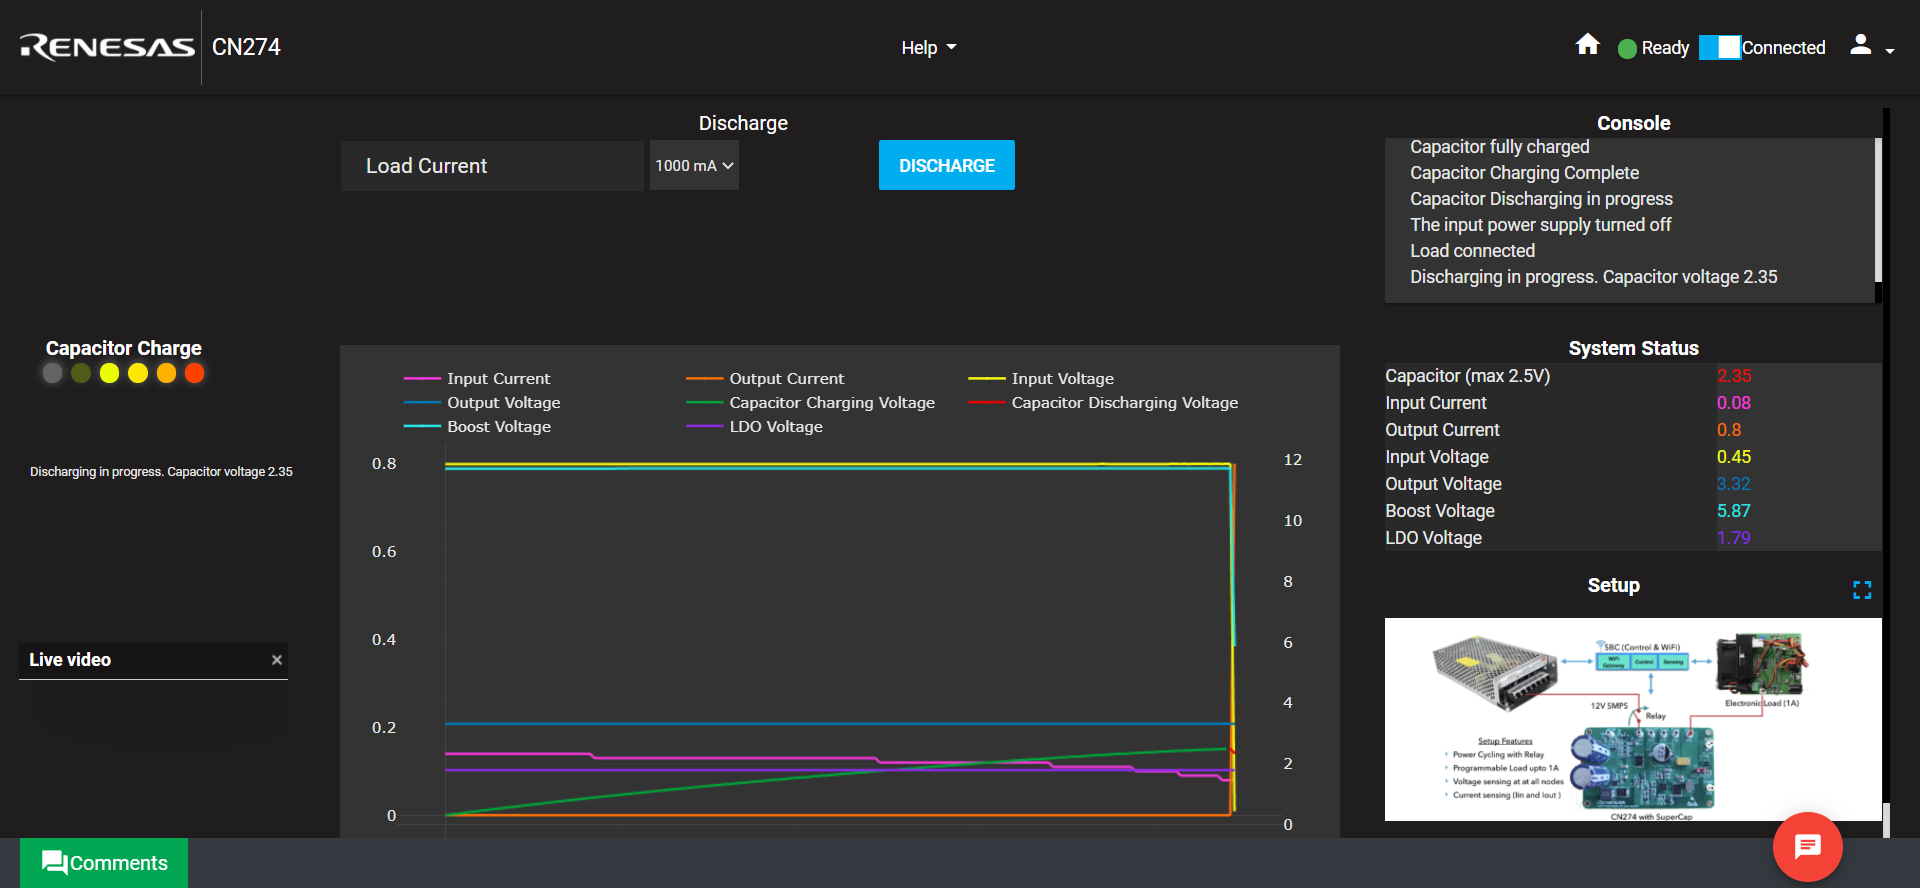 RENESAS CN274
Help
Ready
Connected
Discharge
Load Current
1000 mA
DISCHARGE
Console
Capacitor fully charged
Capacitor Charging Complete
Capacitor Discharging in progress
The input power supply turned off
Load connected
Discharging in progress. Capacitor voltage 2.35
Capacitor Charge
Discharging in progress. Capacitor voltage 2.35
Live video
Input Current
Output Current
Input Voltage
Output Voltage
Capacitor Charging Voltage
Capacitor Discharging Voltage
Boost Voltage
LDO Voltage
0.8
0.6
0.4
0.2
0
12
10
8
6
4
2
0
System Status
Capacitor (max 2.5V) 2.35
Input Current 0.08
Output Current 0.8
Input Voltage 0.45
Output Voltage 3.32
Boost Voltage 5.87
LDO Voltage 1.79
Setup
SBC (Control & WiFi)
WiFi Gateway
Control
Sensing
12V SMPS
Relay
Electronic Load (1A)
Setup Features
Power Cycling with Relay
Programmable Load upto 1A
Voltage sensing at at all nodes
Current sensing (Iin and Iout )
RENESAS
CN274 with SuperCap
Comments